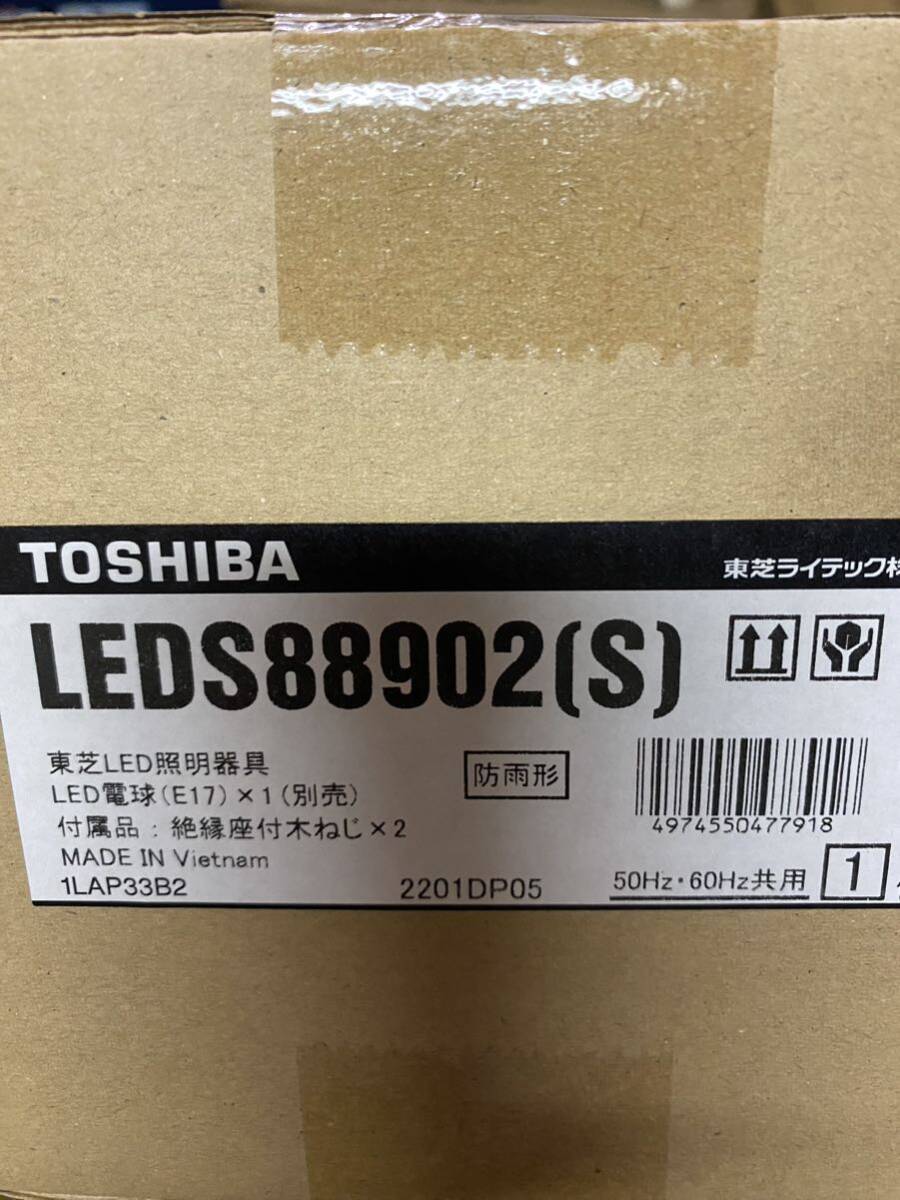 TOSHIBA
東芝ライテック株
LEDS88902(S)
東芝LED照明器具
防雨形
LED電球(E17)×1(別売)
付属品:絶縁座付木ねじ×2
4974550477918
MADE IN Vietnam
1LAP33B2
2201DP05
50Hz・60Hz共用
1